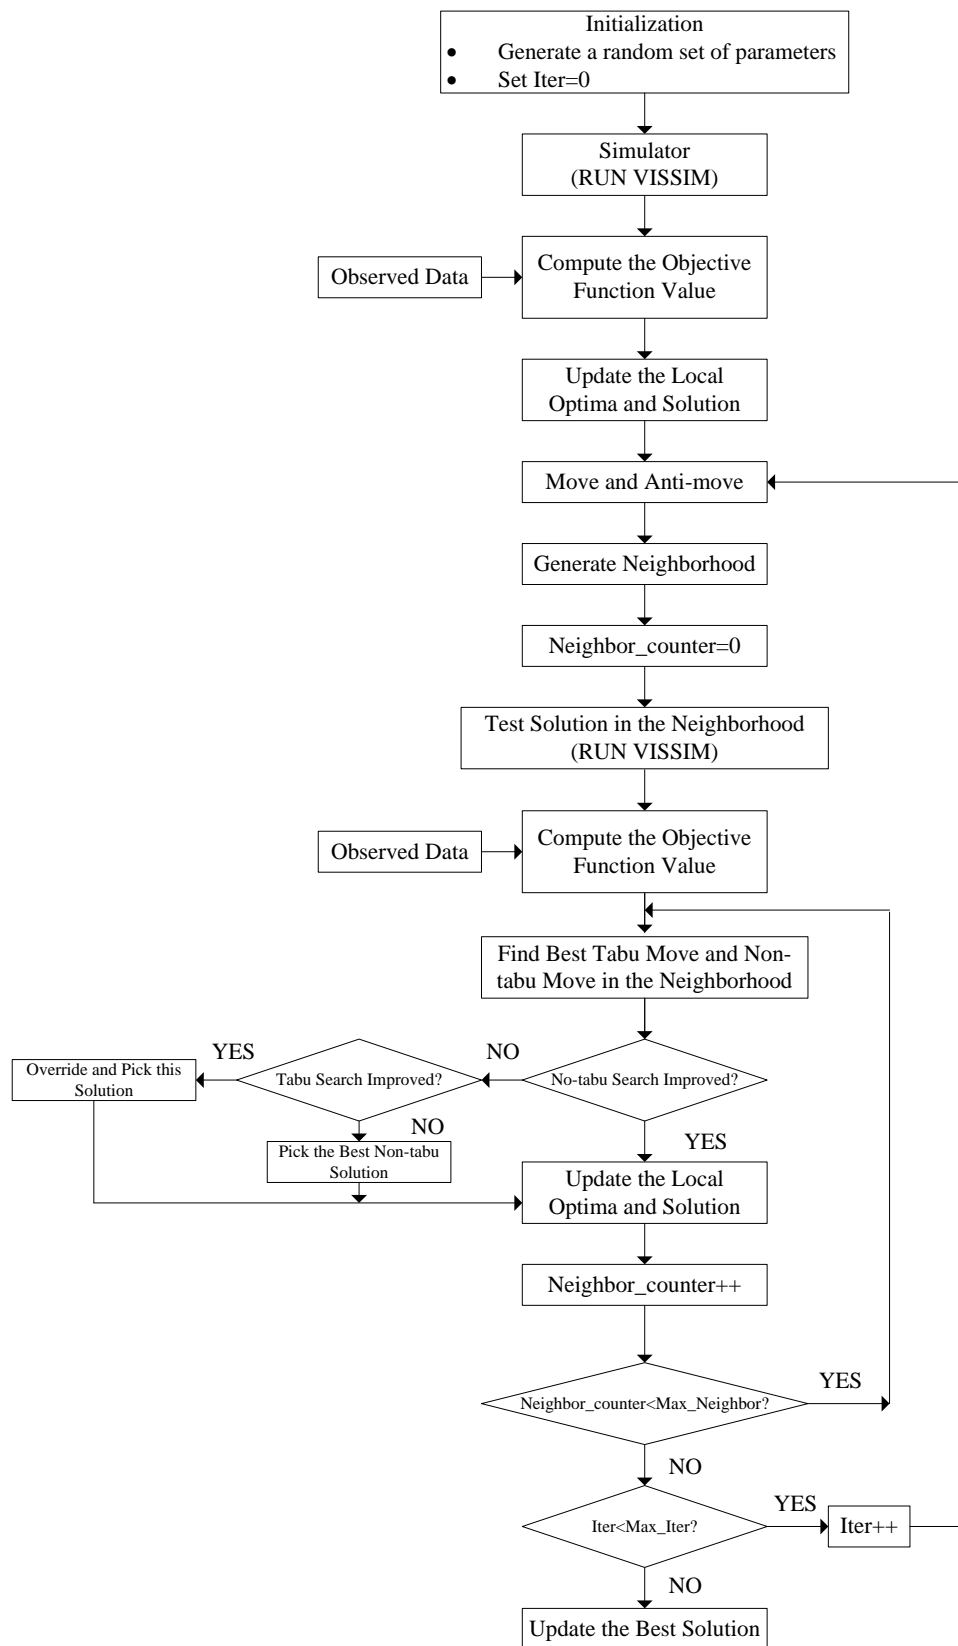 Initialization
• Generate a random set of parameters
• Set Iter=0
Simulator
(RUN VISSIM)
Observed Data
Compute the Objective
Function Value
Update the Local
Optima and Solution
Move and Anti-move
Generate Neighborhood
Neighbor_counter=0
Test Solution in the Neighborhood
(RUN VISSIM)
Observed Data
Compute the Objective
Function Value
Find Best Tabu Move and Non-
tabu Move in the Neighborhood
Override and Pick this
Solution
YES
Tabu Search Improved?
NO
No-tabu Search Improved?
NO
YES
Pick the Best Non-tabu
Solution
Update the Local
Optima and Solution
Neighbor_counter++
Neighbor_counter<Max_Neighbor?
YES
NO
Iter<Max_Iter?
YES
Iter++
NO
Update the Best Solution